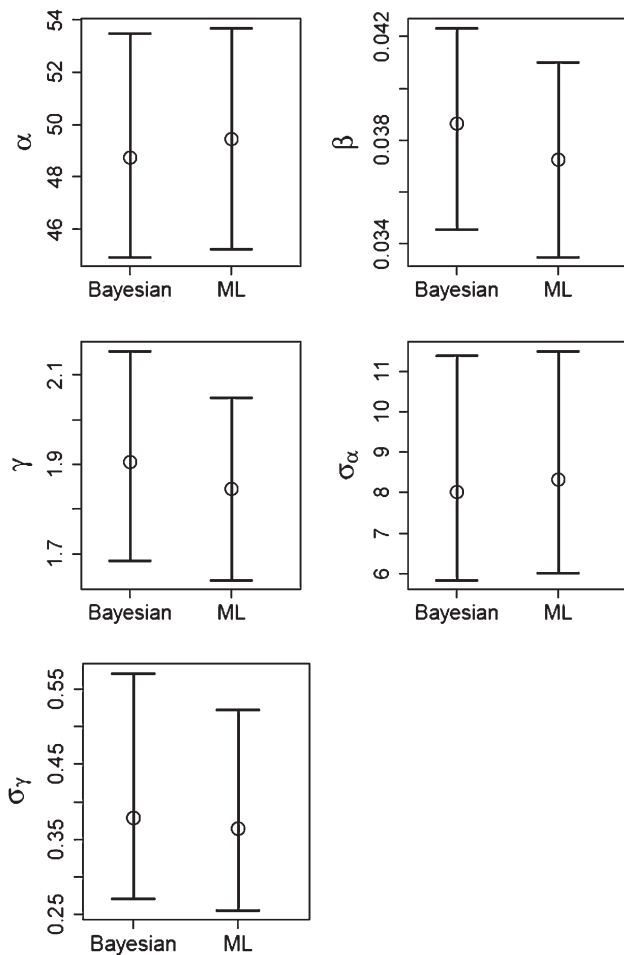 α
54
52
50
48
46
Bayesian ML
β
0.042
0.038
0.034
Bayesian ML
γ
2.1
1.9
1.7
Bayesian ML
σα
11
10
9
8
7
6
Bayesian ML
σγ
0.55
0.45
0.35
0.25
Bayesian ML